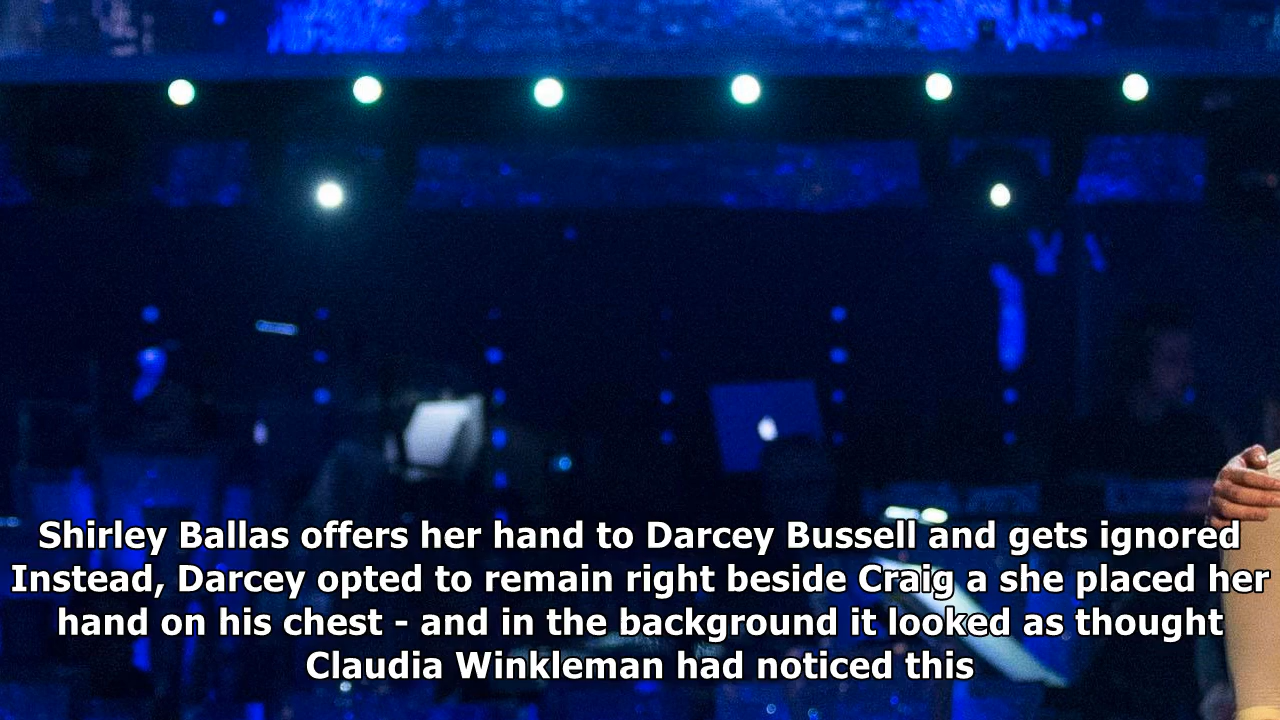 Shirley Ballas offers her hand to Darcey Bussell and gets ignored
Instead, Darcey opted to remain right beside Craig a she placed her
hand on his chest - and in the background it looked as thought
Claudia Winkleman had noticed this